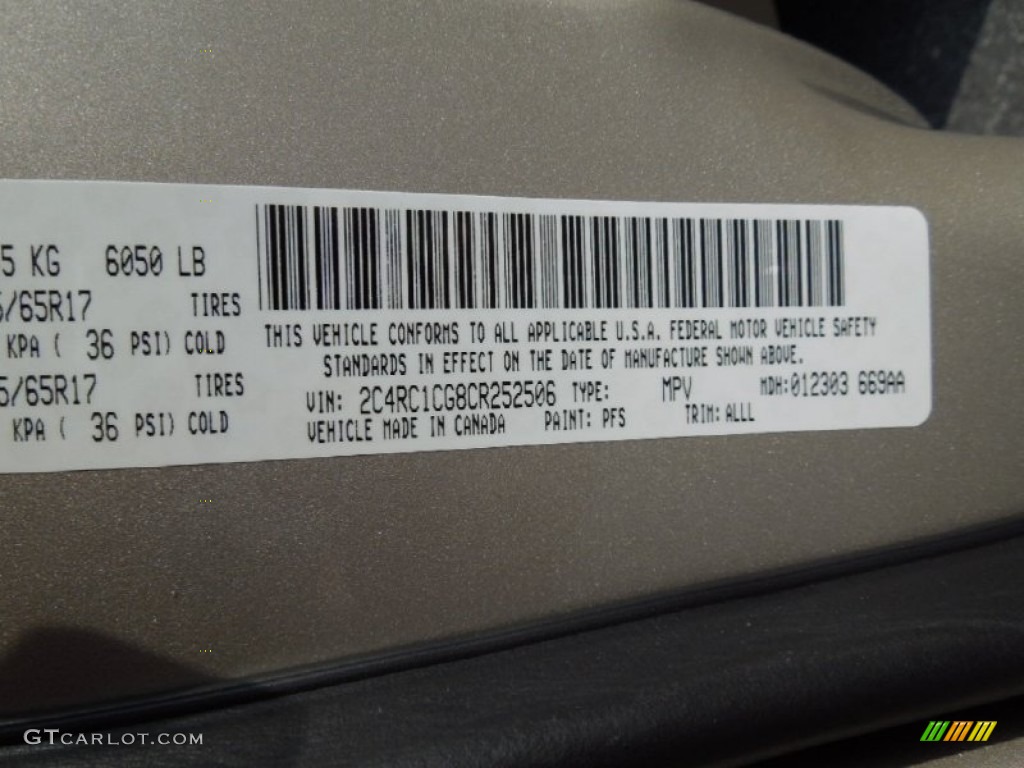 5 KG 6050 LB
5/65R17 TIRES
KPA ( 36 PSI) COLD
5/65R17 TIRES
KPA ( 36 PSI) COLD
THIS VEHICLE CONFORMS TO ALL APPLICABLE U.S.A. FEDERAL MOTOR VEHICLE SAFETY
STANDARDS IN EFFECT ON THE DATE OF MANUFACTURE SHOWN ABOVE.
VIN: 2C4RC1CG8CR252506 TYPE: MPV MDH:012303 669AA
VEHICLE MADE IN CANADA PAINT: PFS TRIM: ALLL
GTCARLOT.COM